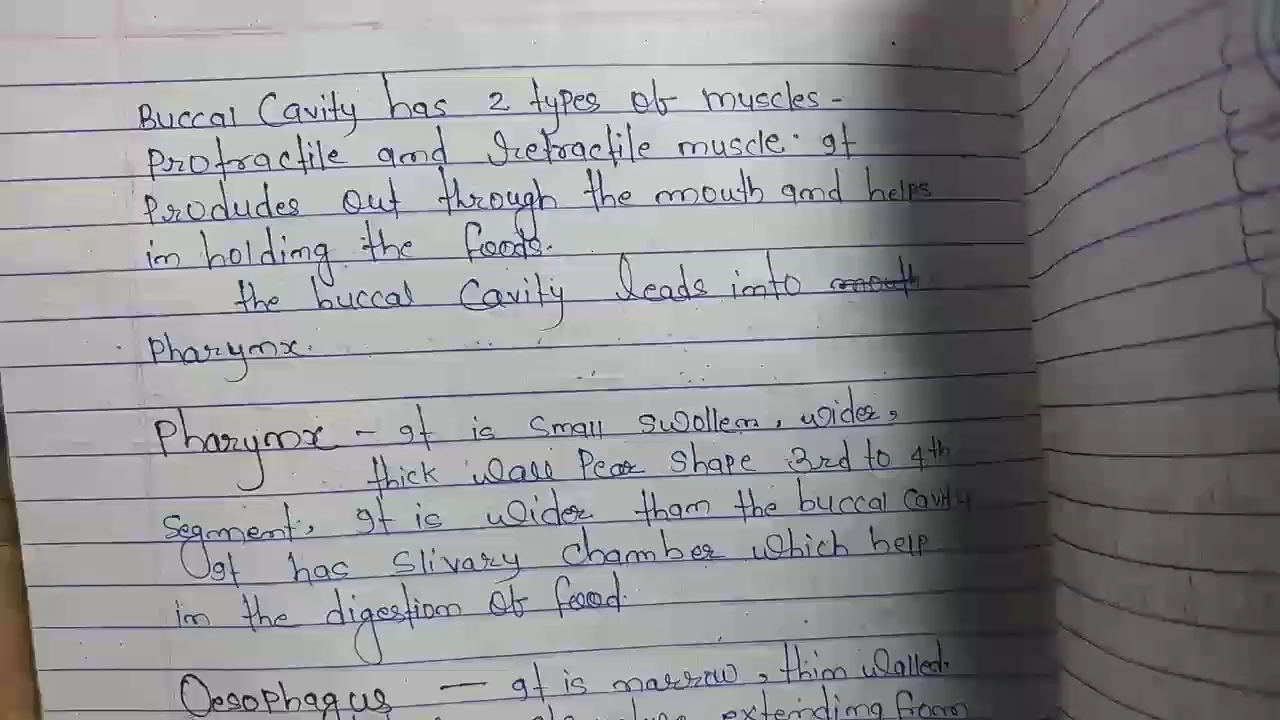 Buccal Cavity has 2 types of muscles -
Protractile and retractile muscle. It
Produdes out through the mouth and helps
in holding the foods.
the buccal Cavity leads into mouth
Pharynx.
Pharynx - It is Small swollen, wider,
thick wall Pear Shape 3rd to 4th
Segment, It is wider than the buccal cavity
It has Slivary Chamber which help
in the digestion of food.
Oesophagus - It is narrow, thin walled.
extending from